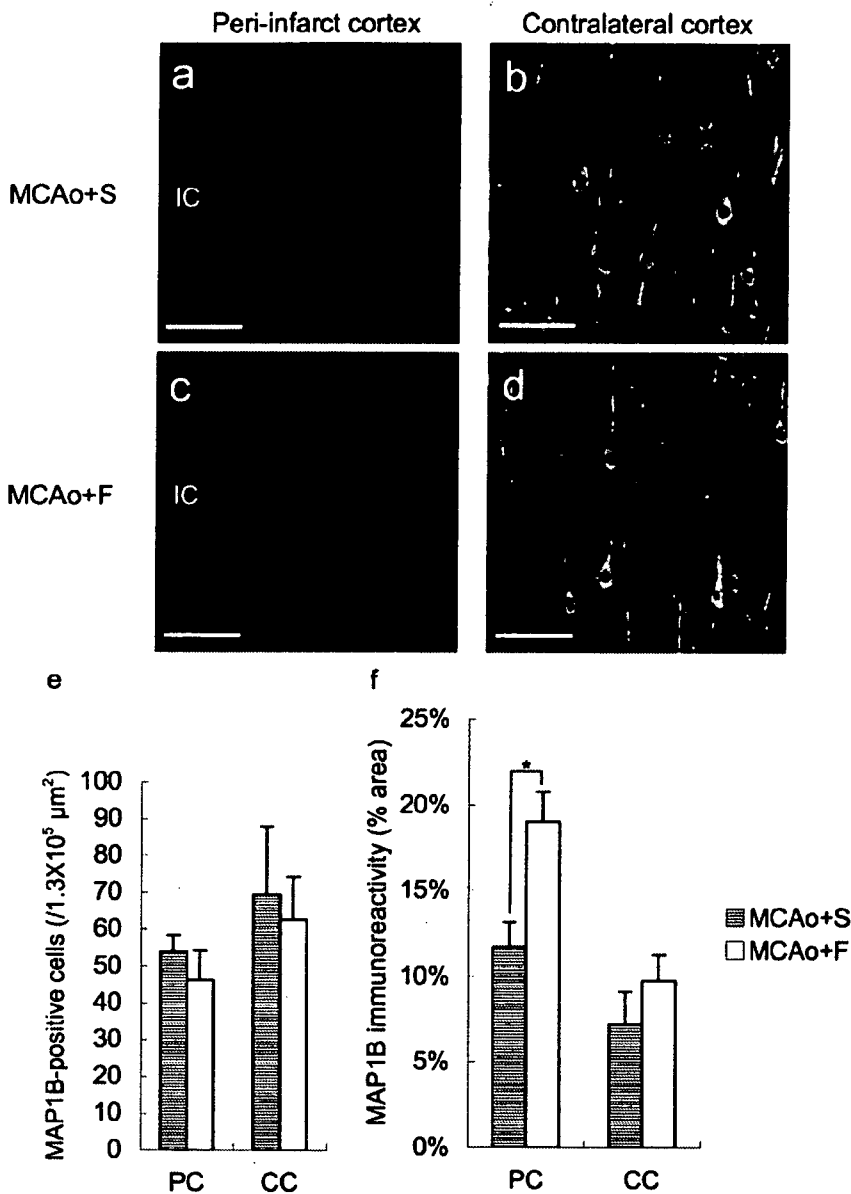 Peri-infarct cortex
Contralateral cortex
a
b
MCAo+S
IC
c
d
MCAo+F
IC
e
f
MAP1B-positive cells (/1.3X10⁵ µm²)
100
90
80
70
60
50
40
30
20
10
0
PC
CC
MAP1B immunoreactivity (% area)
25%
20%
15%
10%
5%
0%
*
PC
CC
MCAo+S
MCAo+F